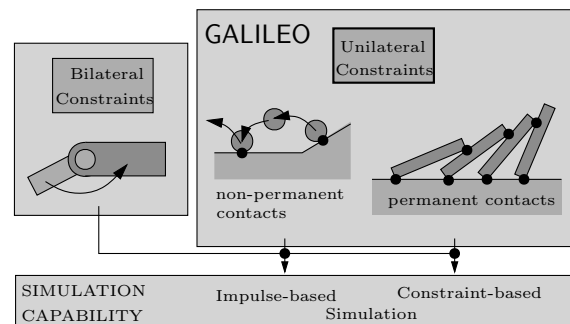 GALILEO
Bilateral
Constraints
Unilateral
Constraints
non-permanent
contacts
permanent contacts
SIMULATION
CAPABILITY
Impulse-based
Constraint-based
Simulation